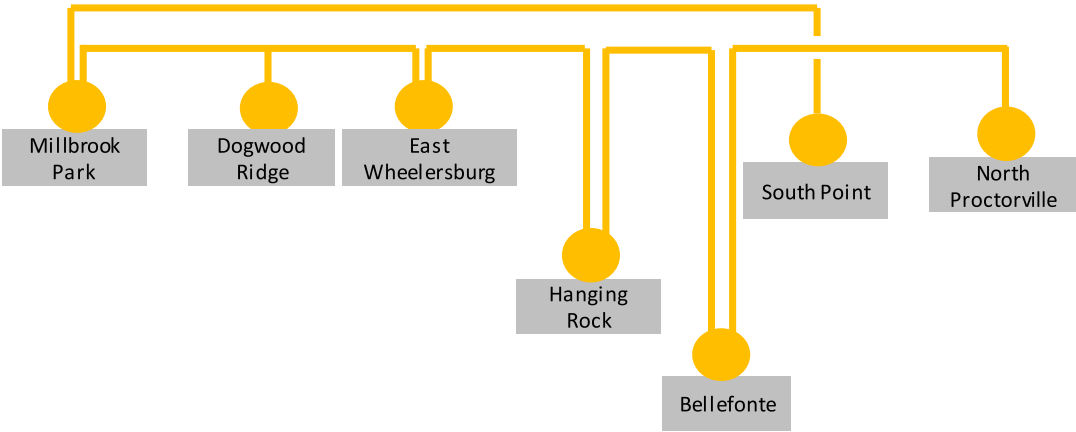 Millbrook
Park
Dogwood
Ridge
East
Wheelersburg
South Point
North
Proctorville
Hanging
Rock
Bellefonte